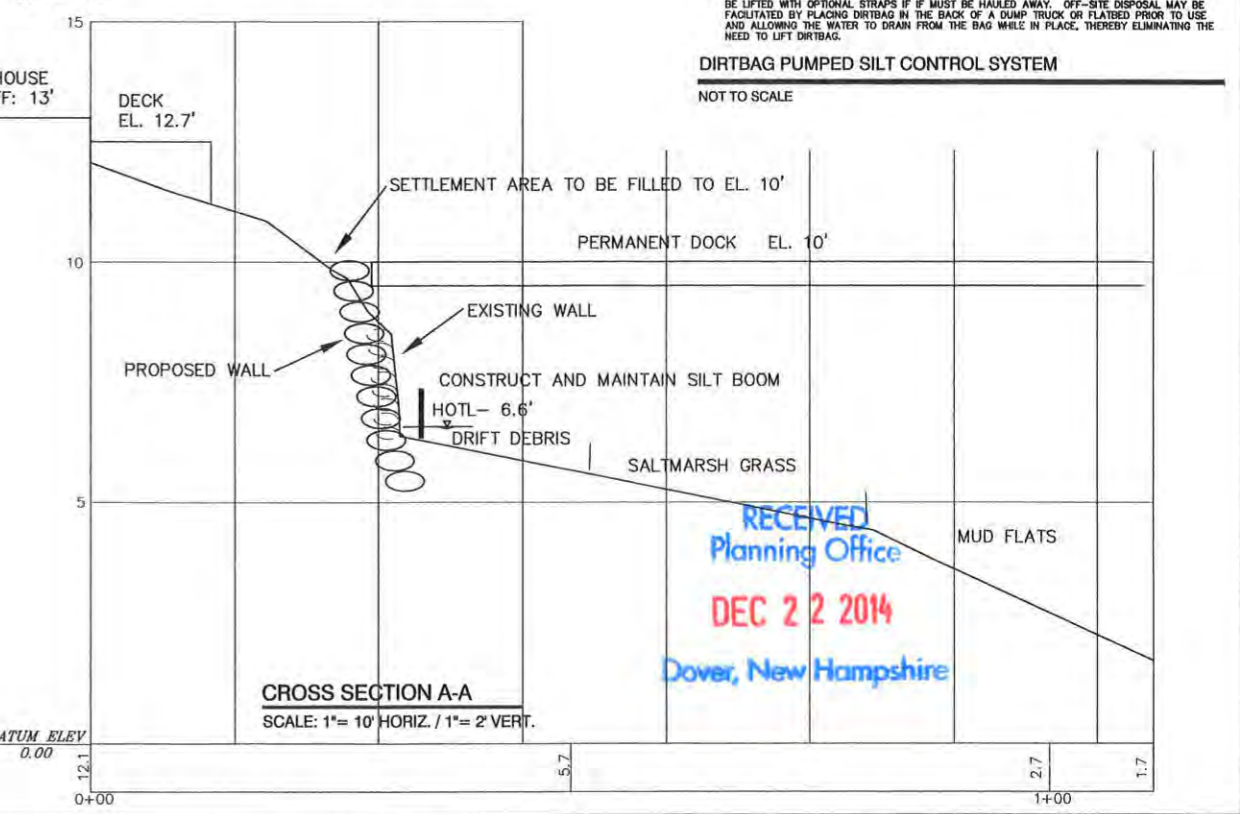 BE LIFTED WITH OPTIONAL STRAPS IF IF MUST BE HAULED AWAY. OFF-SITE DISPOSAL MAY BE
FACILITATED BY PLACING DIRTBAG IN THE BACK OF A DUMP TRUCK OR FLATBED PRIOR TO USE
AND ALLOWING THE WATER TO DRAIN FROM THE BAG WHILE IN PLACE, THEREBY ELIMINATING THE
NEED TO LIFT DIRTBAG.
DIRTBAG PUMPED SILT CONTROL SYSTEM
NOT TO SCALE
15
HOUSE
FF: 13'
DECK
EL. 12.7'
SETTLEMENT AREA TO BE FILLED TO EL. 10'
PERMANENT DOCK EL. 10'
10
EXISTING WALL
PROPOSED WALL
CONSTRUCT AND MAINTAIN SILT BOOM
HOTL- 6.6'
DRIFT DEBRIS
SALTMARSH GRASS
5
MUD FLATS
RECEIVED
Planning Office
DEC 22 2014
Dover, New Hampshire
CROSS SECTION A-A
SCALE: 1"= 10' HORIZ. / 1"= 2' VERT.
ATUM ELEV
0.00
12.1
5.7
2.7
1.7
0+00
1+00